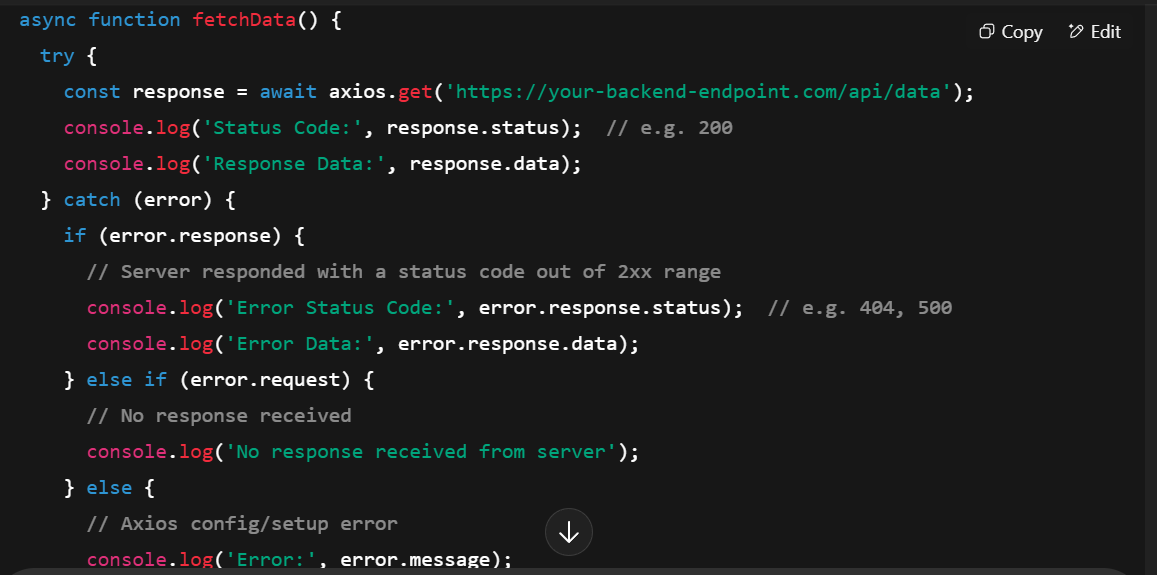 async function fetchData() {
Copy Edit
  try {
    const response = await axios.get('https://your-backend-endpoint.com/api/data');
    console.log('Status Code:', response.status);  // e.g. 200
    console.log('Response Data:', response.data);
  } catch (error) {
    if (error.response) {
      // Server responded with a status code out of 2xx range
      console.log('Error Status Code:', error.response.status);  // e.g. 404, 500
      console.log('Error Data:', error.response.data);
    } else if (error.request) {
      // No response received
      console.log('No response received from server');
    } else {
      // Axios config/setup error
      console.log('Error:', error.message);